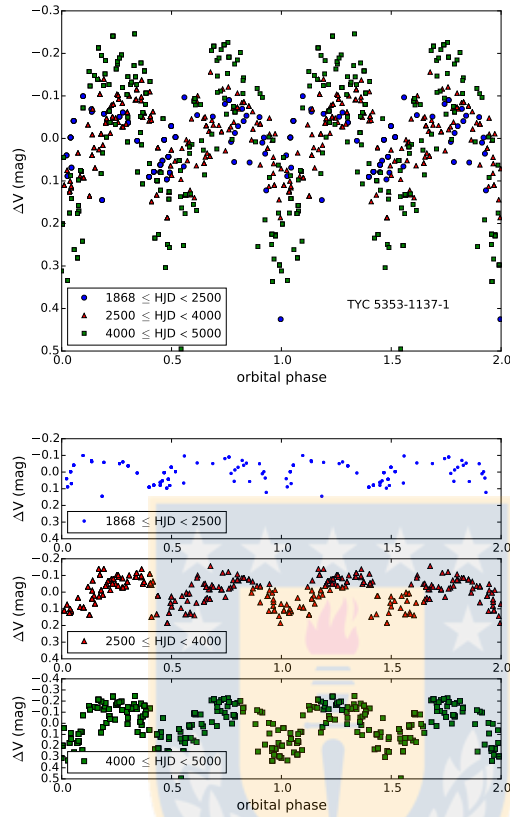 −0.3
−0.2
−0.1
0.0
0.1
0.2
0.3
0.4
0.5
ΔV (mag)
TYC 5353-1137-1
1868 ≤ HJD < 2500
2500 ≤ HJD < 4000
4000 ≤ HJD < 5000
0.0 0.5 1.0 1.5 2.0
orbital phase
−0.2
−0.1
0.0
0.1
0.2
0.3
0.4
ΔV (mag)
1868 ≤ HJD < 2500
0.0 0.5 1.0 1.5 2.0
−0.2
−0.1
0.0
0.1
0.2
0.3
0.4
ΔV (mag)
2500 ≤ HJD < 4000
0.0 0.5 1.0 1.5 2.0
−0.4
−0.3
−0.2
−0.1
0.0
0.1
0.2
0.3
0.4
0.5
ΔV (mag)
4000 ≤ HJD < 5000
0.0 0.5 1.0 1.5 2.0
orbital phase